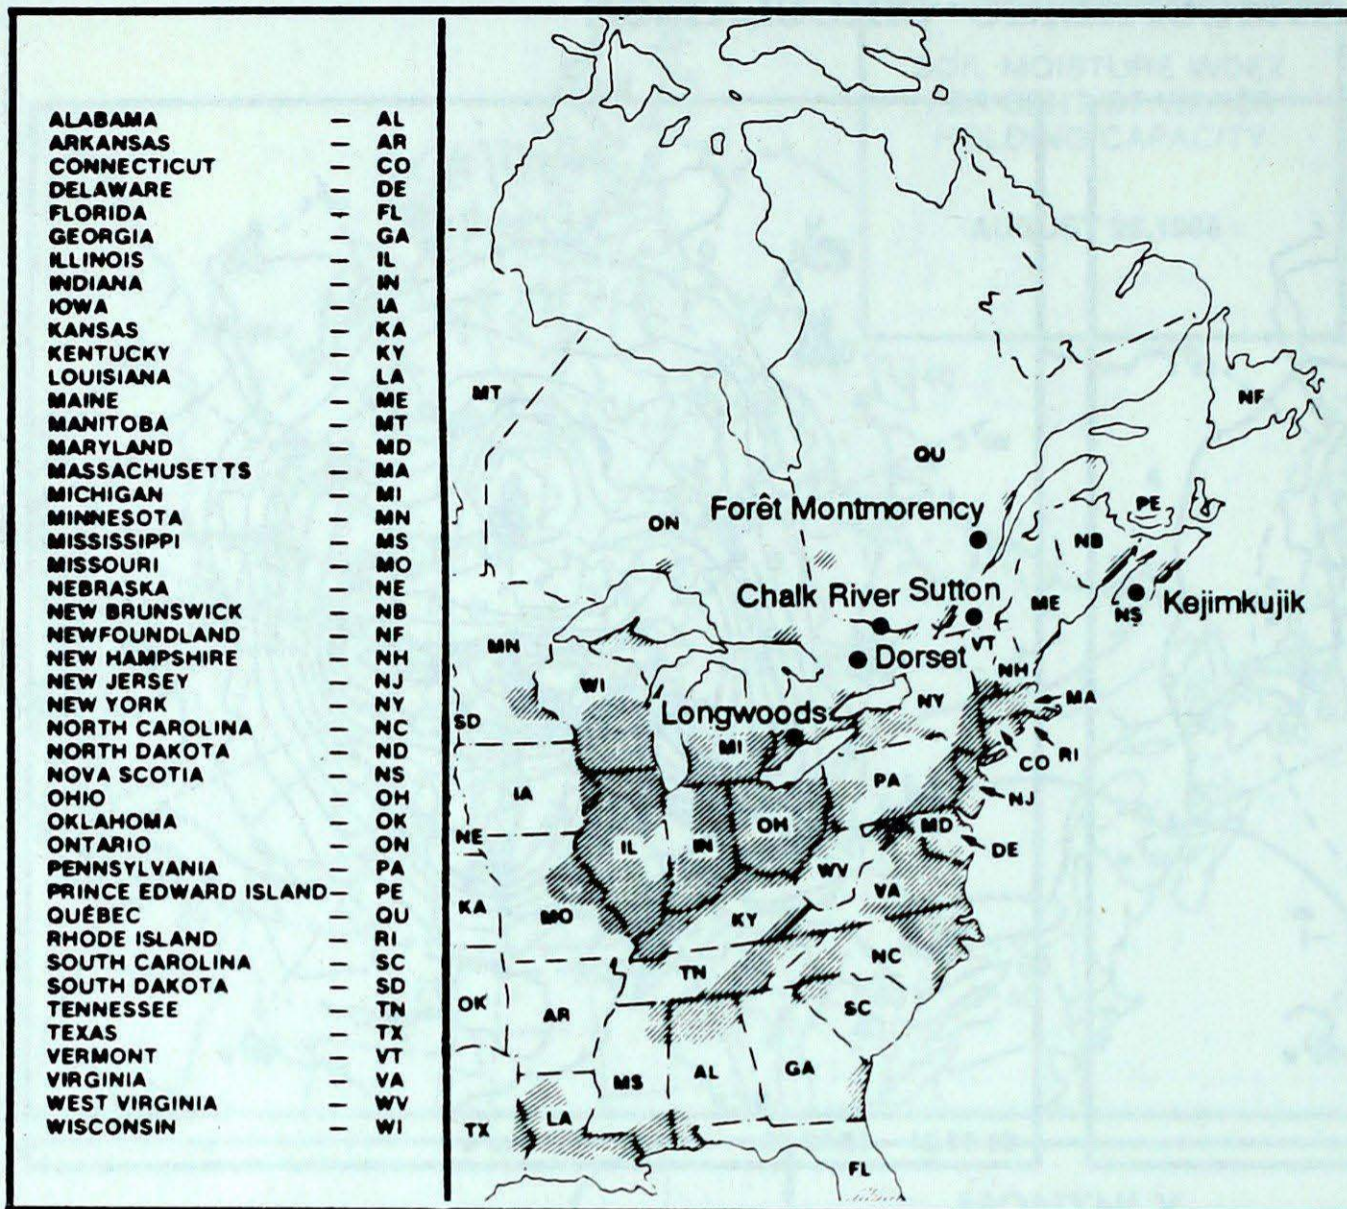 ALABAMA – AL
ARKANSAS – AR
CONNECTICUT – CO
DELAWARE – DE
FLORIDA – FL
GEORGIA – GA
ILLINOIS – IL
INDIANA – IN
IOWA – IA
KANSAS – KA
KENTUCKY – KY
LOUISIANA – LA
MAINE – ME
MANITOBA – MT
MARYLAND – MD
MASSACHUSETTS – MA
MICHIGAN – MI
MINNESOTA – MN
MISSISSIPPI – MS
MISSOURI – MO
NEBRASKA – NE
NEW BRUNSWICK – NB
NEWFOUNDLAND – NF
NEW HAMPSHIRE – NH
NEW JERSEY – NJ
NEW YORK – NY
NORTH CAROLINA – NC
NORTH DAKOTA – ND
NOVA SCOTIA – NS
OHIO – OH
OKLAHOMA – OK
ONTARIO – ON
PENNSYLVANIA – PA
PRINCE EDWARD ISLAND – PE
QUÉBEC – QU
RHODE ISLAND – RI
SOUTH CAROLINA – SC
SOUTH DAKOTA – SD
TENNESSEE – TN
TEXAS – TX
VERMONT – VT
VIRGINIA – VA
WEST VIRGINIA – WV
WISCONSIN – WI
MT
NF
QU
Forêt Montmorency
PE
ON
NB
Chalk River
Sutton
ME
NS
Kejimkujik
MN
VT
Dorset
NH
WI
NY
MA
SD
Longwoods
MI
CO
RI
IA
PA
NJ
NE
IL
IN
OH
MD
DE
WV
VA
KA
MO
KY
NC
TN
OK
AR
SC
MS
AL
GA
LA
TX
FL
SOIL MOISTURE INDEX
HOLDING CAPACITY